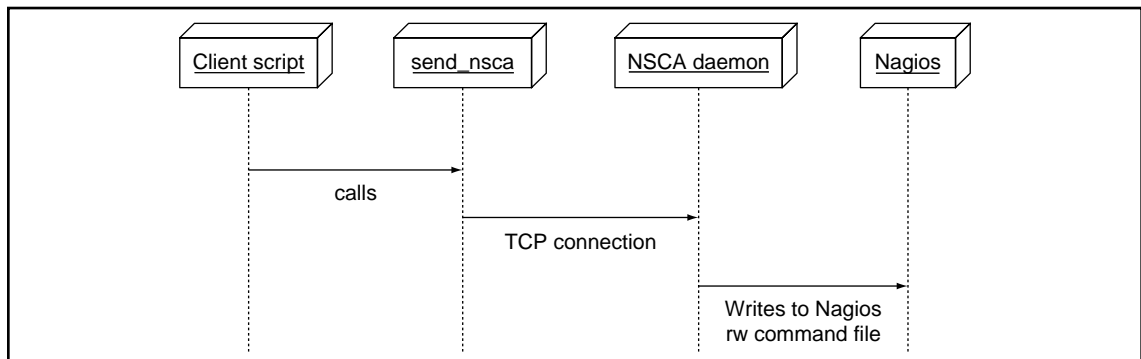 Client script
send_nsca
NSCA daemon
Nagios
calls
TCP connection
Writes to Nagios
rw command file